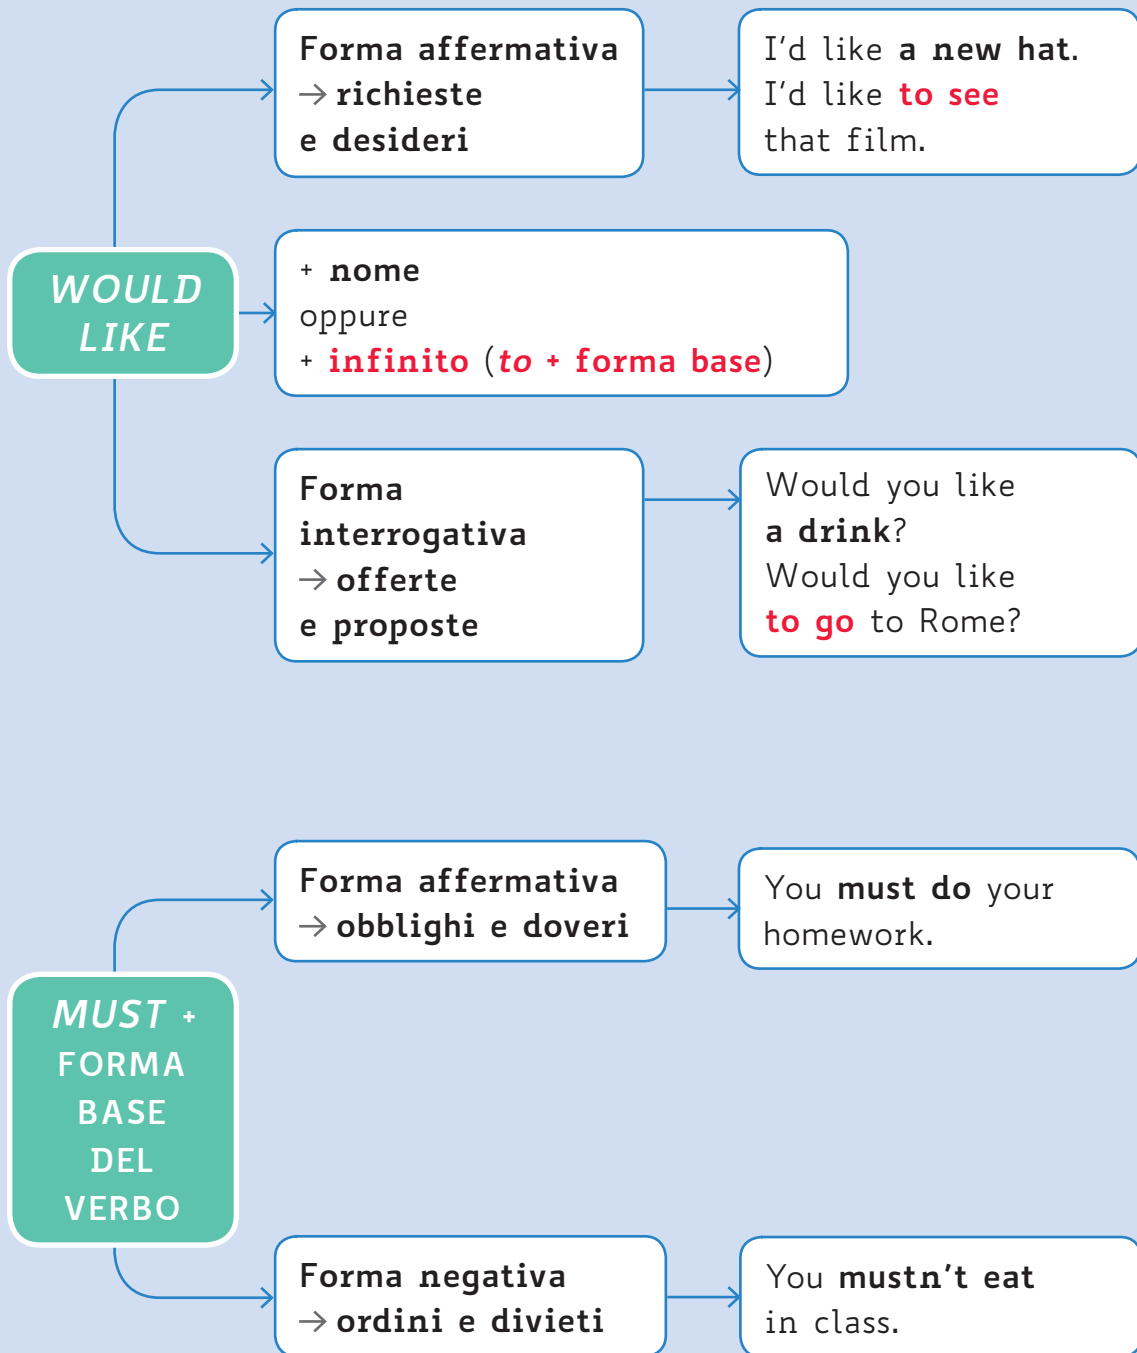 Forma affermativa
→ richieste
e desideri
I'd like a new hat.
I'd like to see
that film.
WOULD
LIKE
+ nome
oppure
+ infinito (to + forma base)
Forma
interrogativa
→ offerte
e proposte
Would you like
a drink?
Would you like
to go to Rome?
Forma affermativa
→ obblighi e doveri
You must do your
homework.
MUST +
FORMA
BASE
DEL
VERBO
Forma negativa
→ ordini e divieti
You mustn't eat
in class.